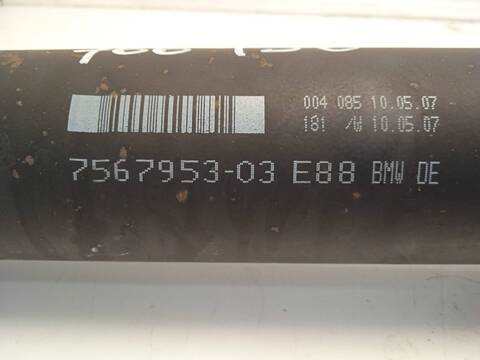 004 085 10.05.07
181 /W 10.05.07
7567953-03 E88 BMW DE